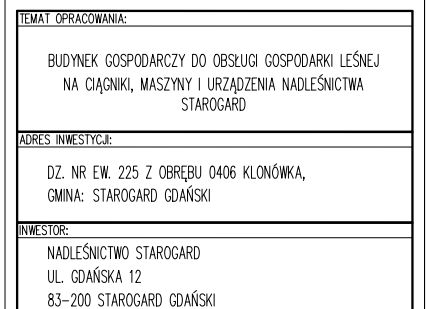 TEMAT OPRACOWANIA:
BUDYNEK GOSPODARCZY DO OBSŁUGI GOSPODARKI LEŚNEJ
NA CIĄGNIKI, MASZYNY I URZĄDZENIA NADLEŚNICTWA
STAROGARD
ADRES INWESTYCJI:
DZ. NR EW. 225 Z OBRĘBU 0406 KLONÓWKA,
GMINA: STAROGARD GDAŃSKI
INWESTOR:
NADLEŚNICTWO STAROGARD
UL. GDAŃSKA 12
83-200 STAROGARD GDAŃSKI